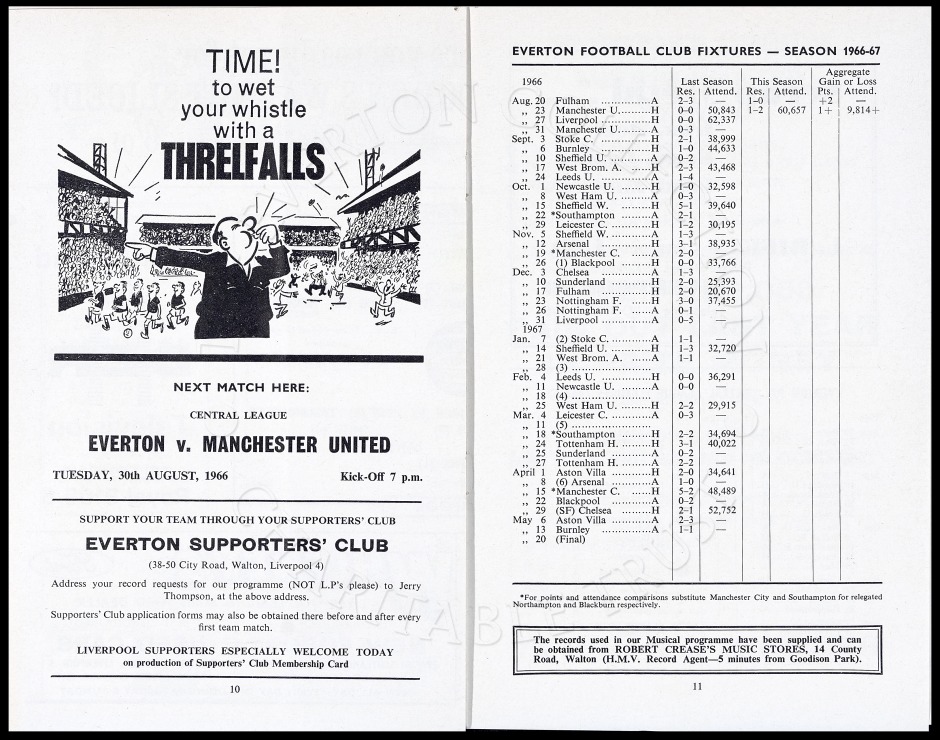 TIME!
to wet
your whistle
with a
THRELFALLS
NEXT MATCH HERE:
CENTRAL LEAGUE
EVERTON v. MANCHESTER UNITED
TUESDAY, 30th AUGUST, 1966 Kick-Off 7 p.m.
SUPPORT YOUR TEAM THROUGH YOUR SUPPORTERS' CLUB
EVERTON SUPPORTERS' CLUB
(38-50 City Road, Walton, Liverpool 4)
Address your record requests for our programme (NOT L.P's please) to Jerry
Thompson, at the above address.
Supporters' Club application forms may also be obtained there before and after every
first team match.
LIVERPOOL SUPPORTERS ESPECIALLY WELCOME TODAY
on production of Supporters' Club Membership Card
10
EVERTON FOOTBALL CLUB FIXTURES — SEASON 1966-67
Aggregate
1966 Last Season This Season Gain or Loss
Res. Attend. Res. Attend. Pts. Attend.
Aug. 20 Fulham ...............A 2–3 — 1–0 — +2 —
,, 23 Manchester U.........H 0–0 50,843 1–2 60,657 1+ 9,814+
,, 27 Liverpool ............H 0–0 62,337
,, 31 Manchester U.........A 0–3 —
Sept. 3 Stoke C. ...............H 2–1 38,999
,, 6 Burnley ...............H 1–0 44,633
,, 10 Sheffield U. .........A 0–2 —
,, 17 West Brom. A. ......H 2–3 43,468
,, 24 Leeds U. ...............A 1–4 —
Oct. 1 Newcastle U. .........H 1–0 32,598
,, 8 West Ham U. .........A 0–3 —
,, 15 Sheffield W. .........H 5–1 39,640
,, 22 *Southampton .........A 2–1 —
,, 29 Leicester C. ............H 1–2 30,195
Nov. 5 Sheffield W. .........A 1–3 —
,, 12 Arsenal ...............H 3–1 38,935
,, 19 *Manchester C. ......A 2–0 —
,, 26 (1) Blackpool .........H 0–0 33,766
Dec. 3 Chelsea ...............A 1–3 —
,, 10 Sunderland ............H 2–0 25,393
,, 17 Fulham ...............H 2–0 20,670
,, 23 Nottingham F. ......H 3–0 37,455
,, 26 Nottingham F. ......A 0–1 —
,, 31 Liverpool ............A 0–5 —
1967
Jan. 7 (2) Stoke C. ............A 1–1 —
,, 14 Sheffield U. .........H 1–3 32,720
,, 21 West Brom. A. ......A 1–1 —
,, 28 (3) ........................
Feb. 4 Leeds U. ...............H 0–0 36,291
,, 11 Newcastle U. .........A 0–0 —
,, 18 (4) ........................
,, 25 West Ham U. .........H 2–2 29,915
Mar. 4 Leicester C. ............A 0–3 —
,, 11 (5) ........................
,, 18 *Southampton .........H 2–2 34,694
,, 24 Tottenham H. .........H 3–1 40,022
,, 25 Sunderland ............A 0–2 —
,, 27 Tottenham H. .........A 2–2 —
April 1 Aston Villa ............H 2–0 34,641
,, 8 (6) Arsenal ............A 1–0 —
,, 15 *Manchester C. ......H 5–2 48,489
,, 22 Blackpool ............A 0–2 —
,, 29 (SF) Chelsea .........H 2–1 52,752
May 6 Aston Villa ............A 2–3 —
,, 13 Burnley ...............A 1–1 —
,, 20 (Final)
*For points and attendance comparisons substitute Manchester City and Southampton for relegated
Northampton and Blackburn respectively.
The records used in our Musical programme have been supplied and can
be obtained from ROBERT CREASE'S MUSIC STORES, 14 County
Road, Walton (H.M.V. Record Agent—5 minutes from Goodison Park).
11